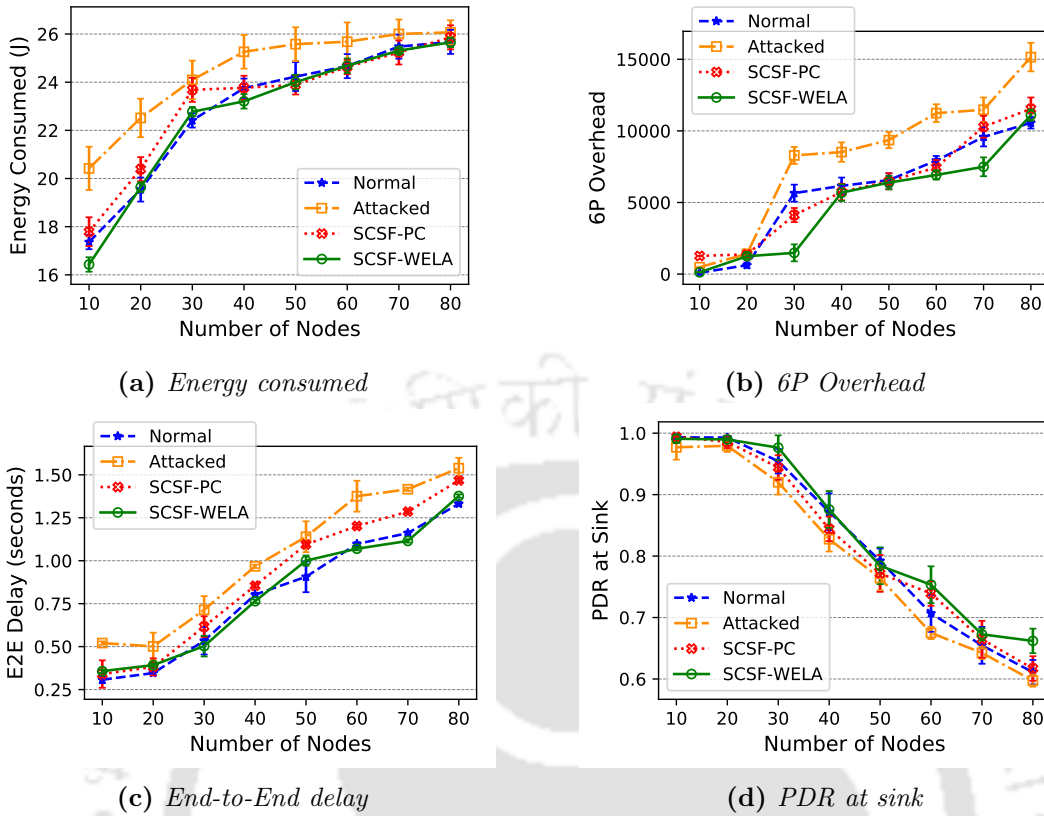 26
24
22
20
18
16
10 20 30 40 50 60 70 80
Energy Consumed (J)
Number of Nodes
Normal
Attacked
SCSF-PC
SCSF-WELA
(a) Energy consumed
15000
10000
5000
0
10 20 30 40 50 60 70 80
6P Overhead
Number of Nodes
Normal
Attacked
SCSF-PC
SCSF-WELA
(b) 6P Overhead
1.50
1.25
1.00
0.75
0.50
0.25
10 20 30 40 50 60 70 80
E2E Delay (seconds)
Number of Nodes
Normal
Attacked
SCSF-PC
SCSF-WELA
(c) End-to-End delay
1.0
0.9
0.8
0.7
0.6
10 20 30 40 50 60 70 80
PDR at Sink
Number of Nodes
Normal
Attacked
SCSF-PC
SCSF-WELA
(d) PDR at sink